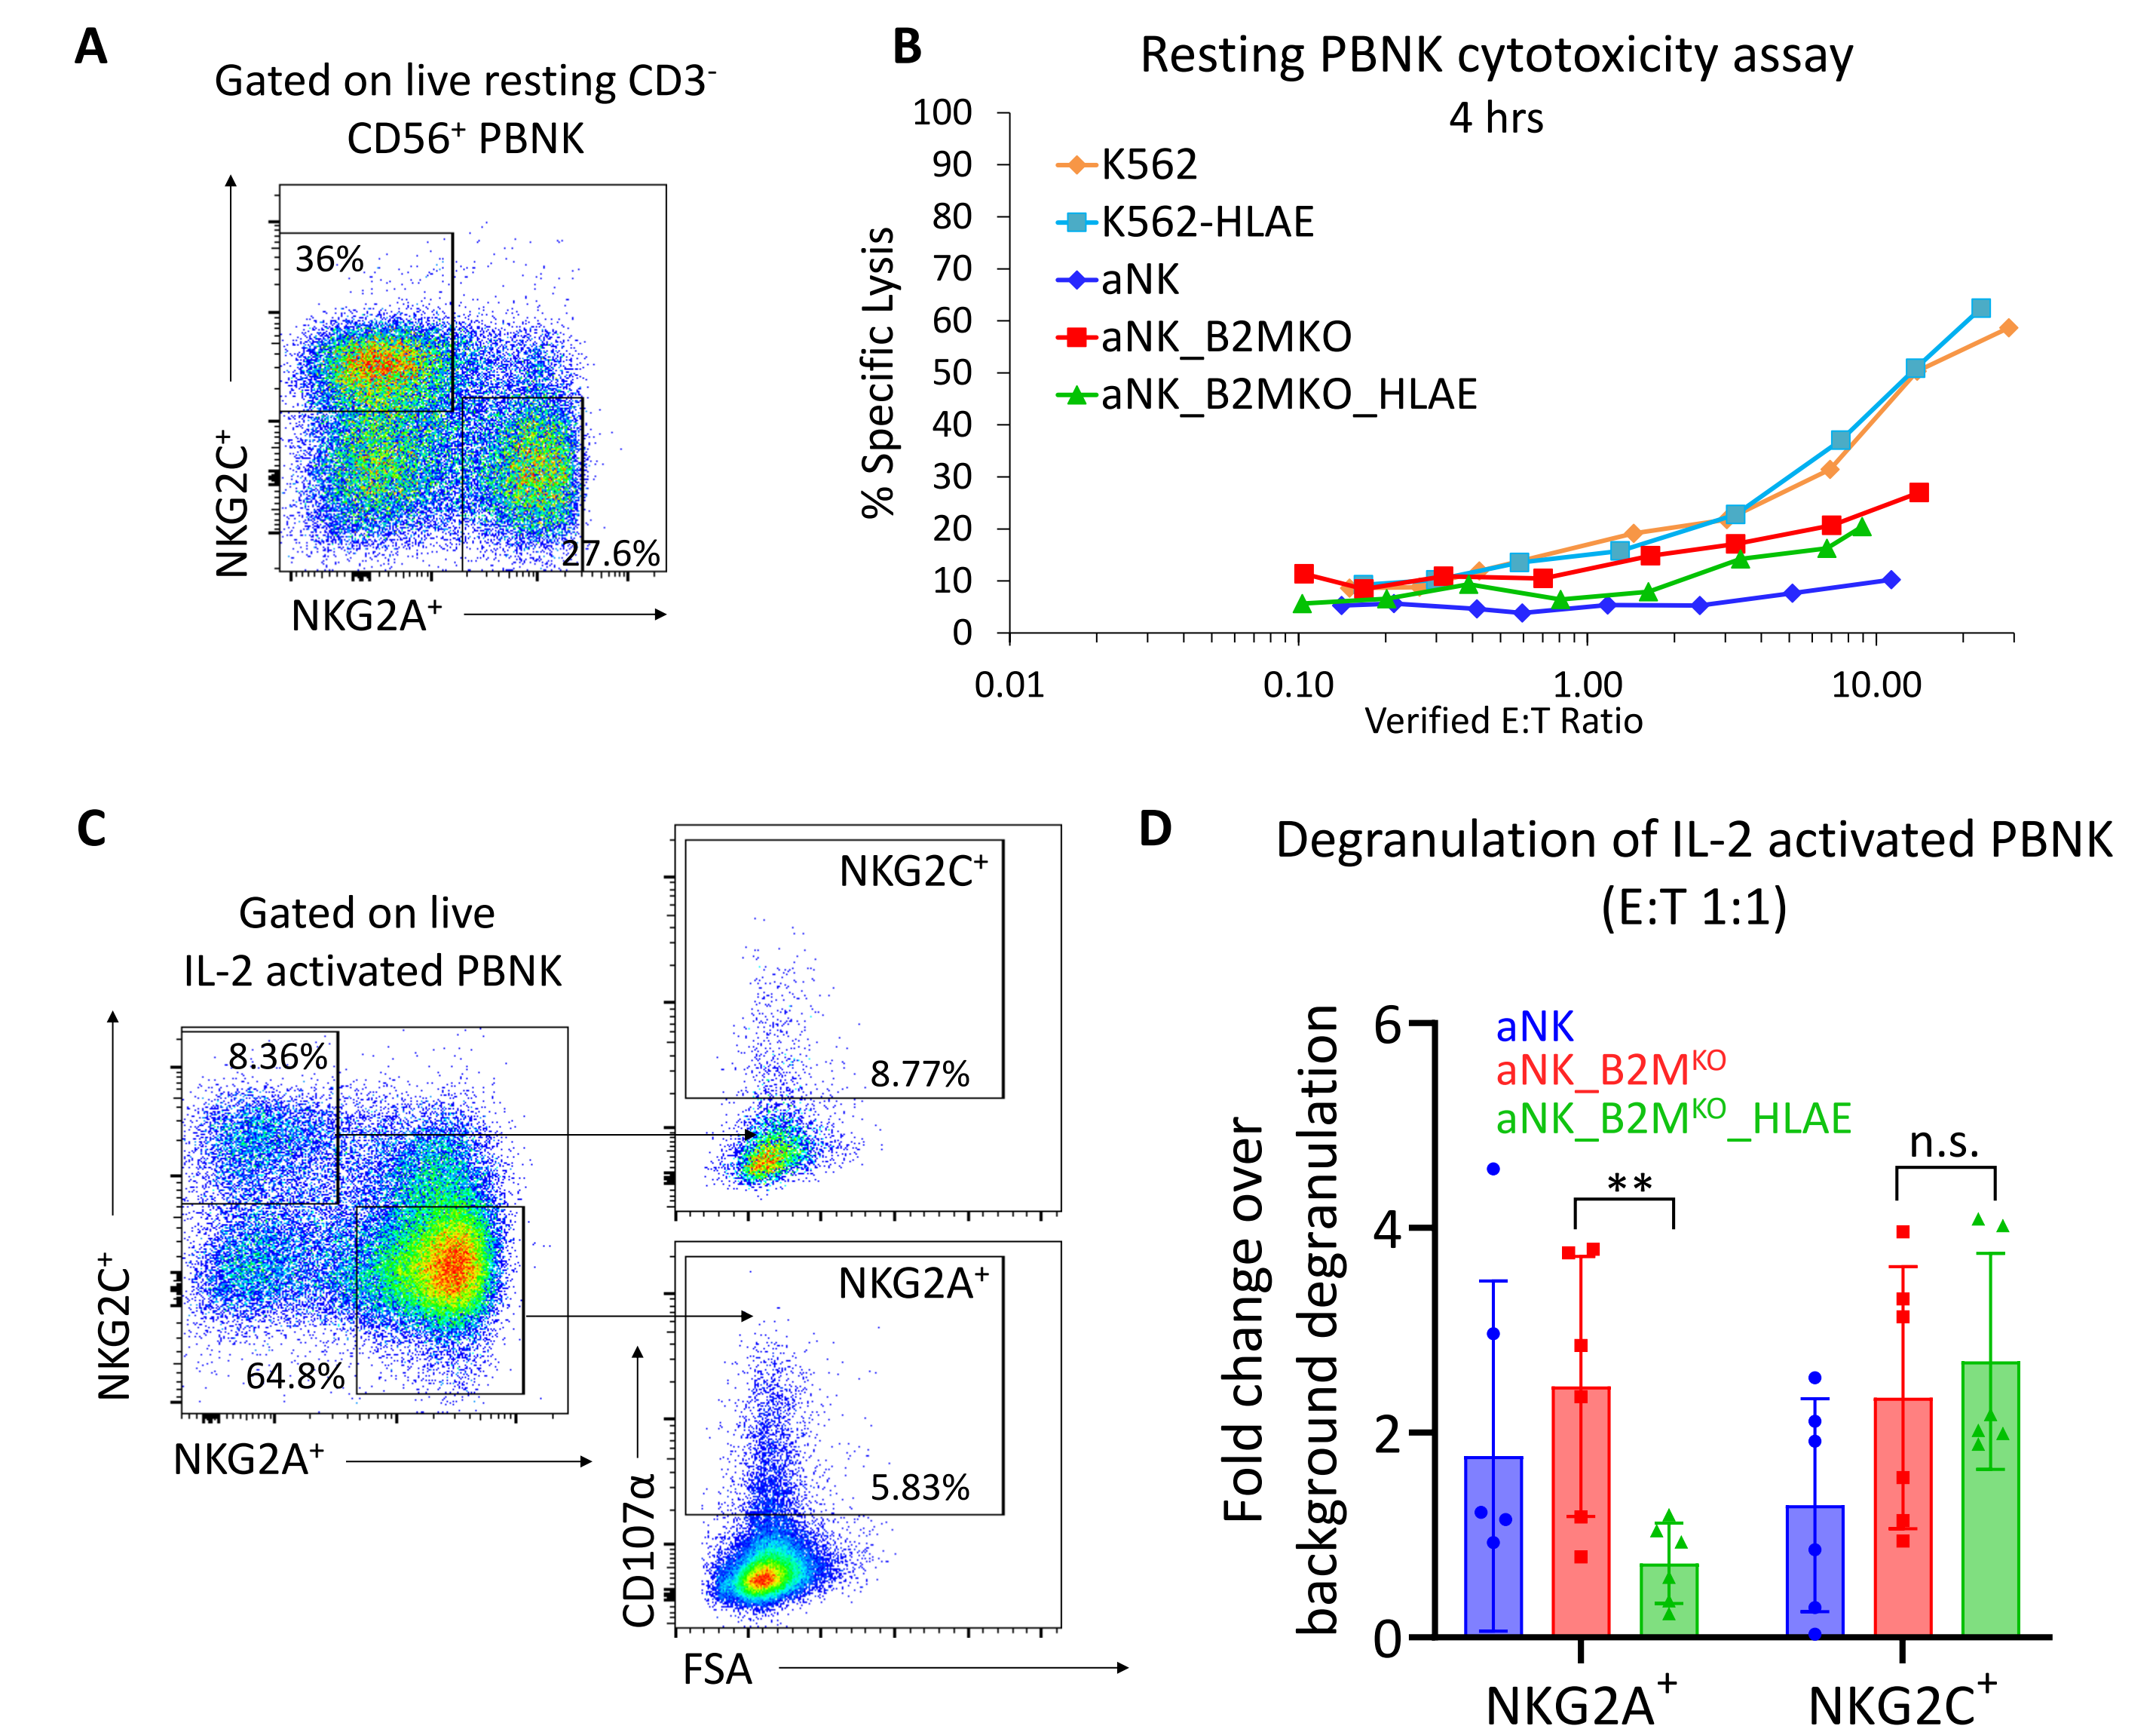 A
Gated on live resting CD3-
CD56+ PBNK
36%
27.6%
NKG2C+
NKG2A+
B
Resting PBNK cytotoxicity assay
4 hrs
100
90
80
70
60
50
40
30
20
10
0
% Specific Lysis
K562
K562-HLAE
aNK
aNK_B2MKO
aNK_B2MKO_HLAE
0.01 0.10 1.00 10.00
Verified E:T Ratio
C
Gated on live
IL-2 activated PBNK
8.36%
64.8%
NKG2C+
NKG2A+
NKG2C+
8.77%
NKG2A+
5.83%
CD107α
FSA
D
Degranulation of IL-2 activated PBNK
(E:T 1:1)
Fold change over
background degranulation
6
4
2
0
aNK
aNK_B2MKO
aNK_B2MKO_HLAE
**
n.s.
NKG2A+ NKG2C+